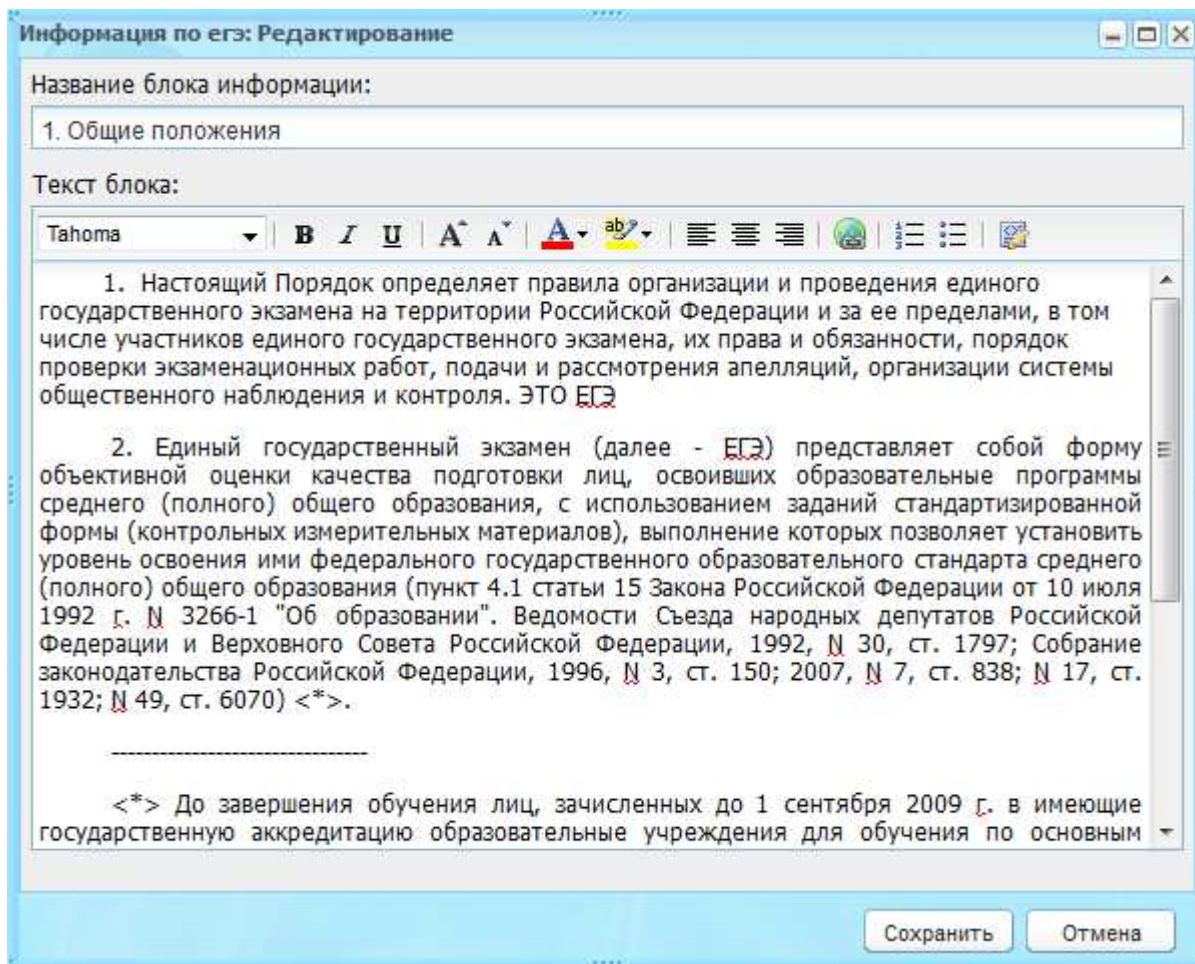 Информация по егэ: Редактирование
Название блока информации:
1. Общие положения
Текст блока:
Tahoma B I U A A A ab
1. Настоящий Порядок определяет правила организации и проведения единого
государственного экзамена на территории Российской Федерации и за ее пределами, в том
числе участников единого государственного экзамена, их права и обязанности, порядок
проверки экзаменационных работ, подачи и рассмотрения апелляций, организации системы
общественного наблюдения и контроля. ЭТО ЕГЭ
2. Единый государственный экзамен (далее - ЕГЭ) представляет собой форму
объективной оценки качества подготовки лиц, освоивших образовательные программы
среднего (полного) общего образования, с использованием заданий стандартизированной
формы (контрольных измерительных материалов), выполнение которых позволяет установить
уровень освоения ими федерального государственного образовательного стандарта среднего
(полного) общего образования (пункт 4.1 статьи 15 Закона Российской Федерации от 10 июля
1992 г. N 3266-1 "Об образовании". Ведомости Съезда народных депутатов Российской
Федерации и Верховного Совета Российской Федерации, 1992, N 30, ст. 1797; Собрание
законодательства Российской Федерации, 1996, N 3, ст. 150; 2007, N 7, ст. 838; N 17, ст.
1932; N 49, ст. 6070) <*>.
--------------------------------
<*> До завершения обучения лиц, зачисленных до 1 сентября 2009 г. в имеющие
государственную аккредитацию образовательные учреждения для обучения по основным
Сохранить Отмена